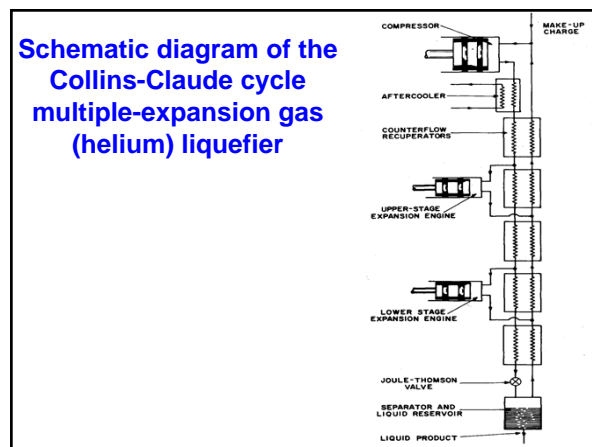 Schematic diagram of the
Collins-Claude cycle
multiple-expansion gas
(helium) liquefier
COMPRESSOR
MAKE-UP
CHARGE
AFTERCOOLER
COUNTERFLOW
RECUPERATORS
UPPER-STAGE
EXPANSION ENGINE
LOWER STAGE
EXPANSION ENGINE
JOULE-THOMSON
VALVE
SEPARATOR AND
LIQUID RESERVOIR
LIQUID PRODUCT